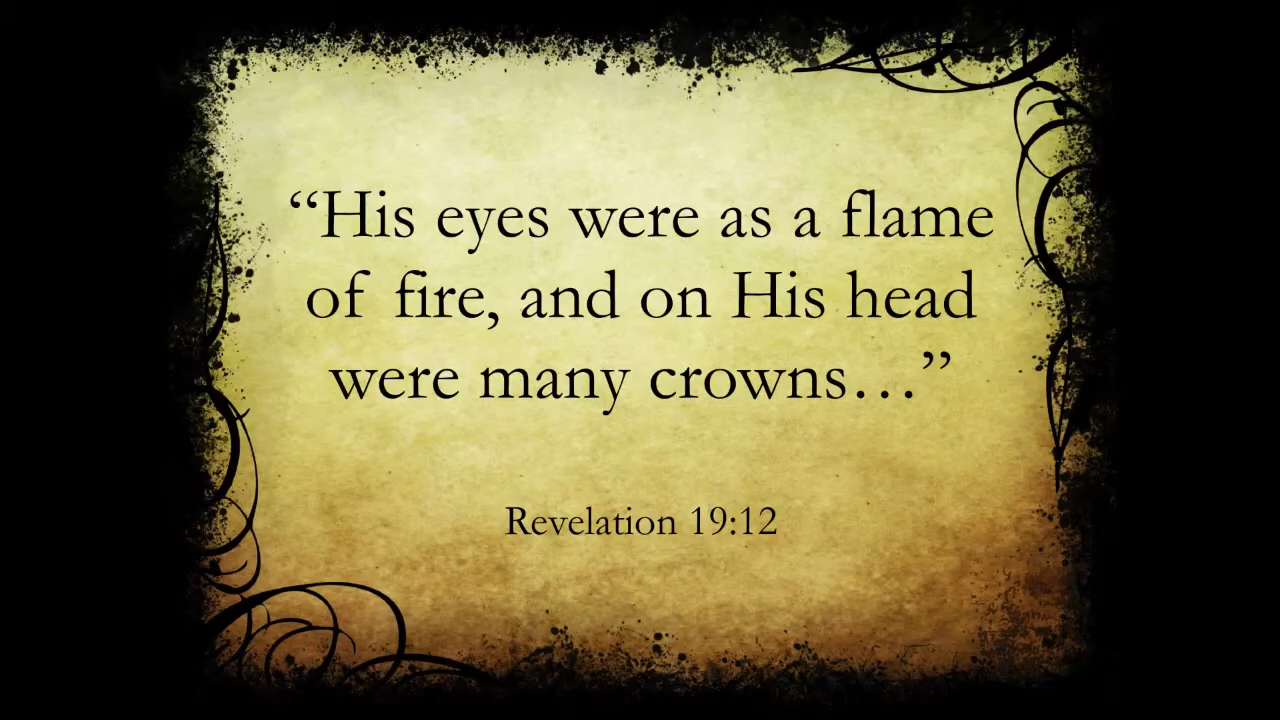 “His eyes were as a flame
of fire, and on His head
were many crowns…”
Revelation 19:12